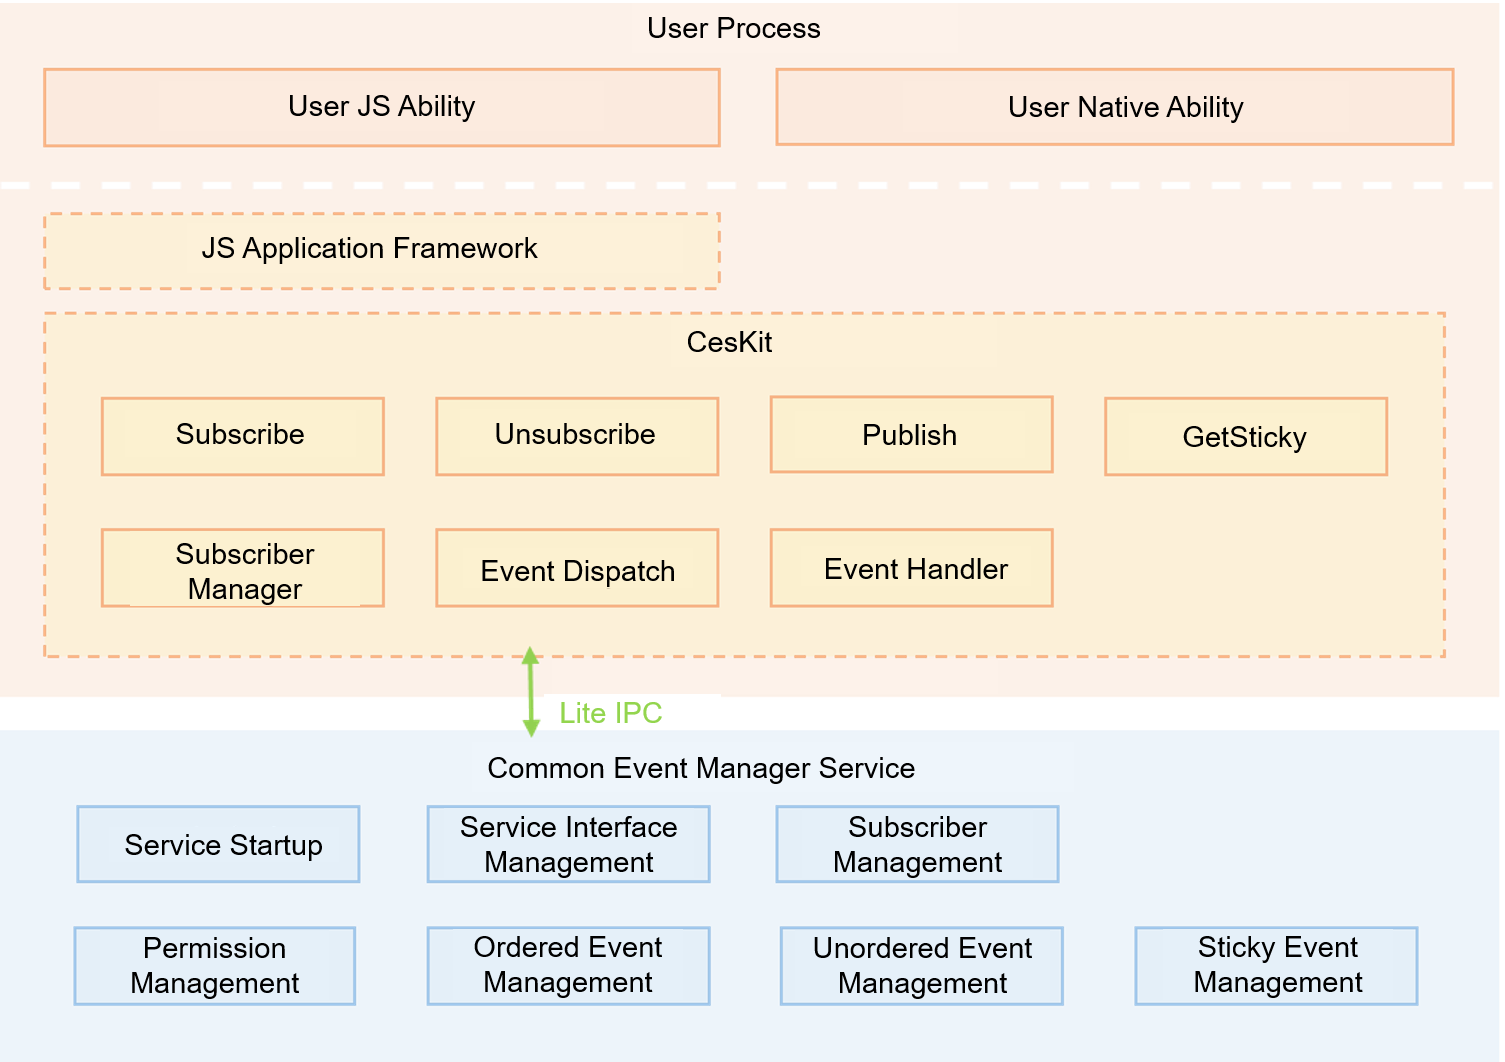 User Process
User JS Ability
User Native Ability
JS Application Framework
CesKit
Subscribe
Unsubscribe
Publish
GetSticky
Subscriber
Manager
Event Dispatch
Event Handler
Lite IPC
Common Event Manager Service
Service Startup
Service Interface
Management
Subscriber
Management
Permission
Management
Ordered Event
Management
Unordered Event
Management
Sticky Event
Management